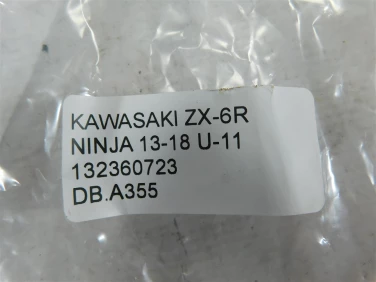 KAWASAKI ZX-6R
NINJA 13-18 U-11
132360723
DB.A355